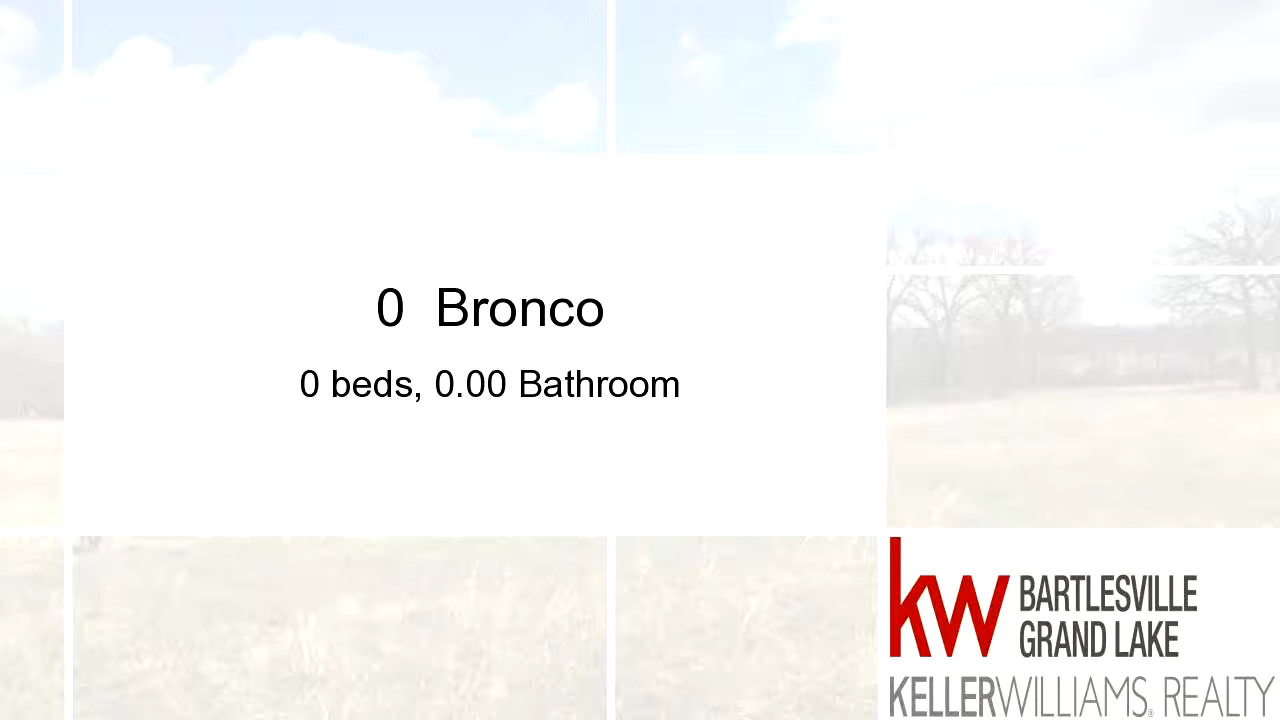 0 Bronco
0 beds, 0.00 Bathroom
kw BARTLESVILLE
GRAND LAKE
KELLERWILLIAMS® REALTY